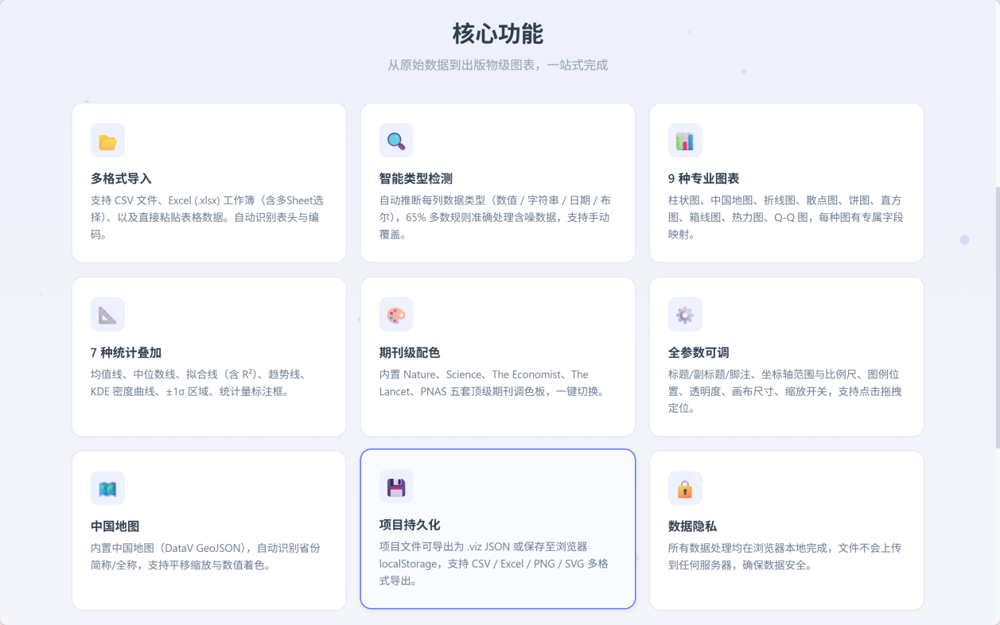 核心功能
从原始数据到出版物级图表，一站式完成
多格式导入
支持 CSV 文件、Excel (.xlsx) 工作簿（含多Sheet选
择）、以及直接粘贴表格数据。自动识别表头与编
码。
智能类型检测
自动推断每列数据类型（数值 / 字符串 / 日期 / 布
尔），65% 多数规则准确处理含噪数据，支持手动
覆盖。
9 种专业图表
柱状图、中国地图、折线图、散点图、饼图、直方
图、箱线图、热力图、Q-Q 图，每种图有专属字段
映射。
7 种统计叠加
均值线、中位数线、拟合线（含 R²）、趋势线、
KDE 密度曲线、±1σ 区域、统计量标注框。
期刊级配色
内置 Nature、Science、The Economist、The
Lancet、PNAS 五套顶级期刊调色板，一键切换。
全参数可调
标题/副标题/脚注、坐标轴范围与比例尺、图例位
置、透明度、画布尺寸、缩放开关，支持点击拖拽
定位。
中国地图
内置中国地图（DataV GeoJSON），自动识别省份
简称/全称，支持平移缩放与数值着色。
项目持久化
项目文件可导出为 .viz JSON 或保存至浏览器
localStorage，支持 CSV / Excel / PNG / SVG 多格
式导出。
数据隐私
所有数据处理均在浏览器本地完成，文件不会上传
到任何服务器，确保数据安全。